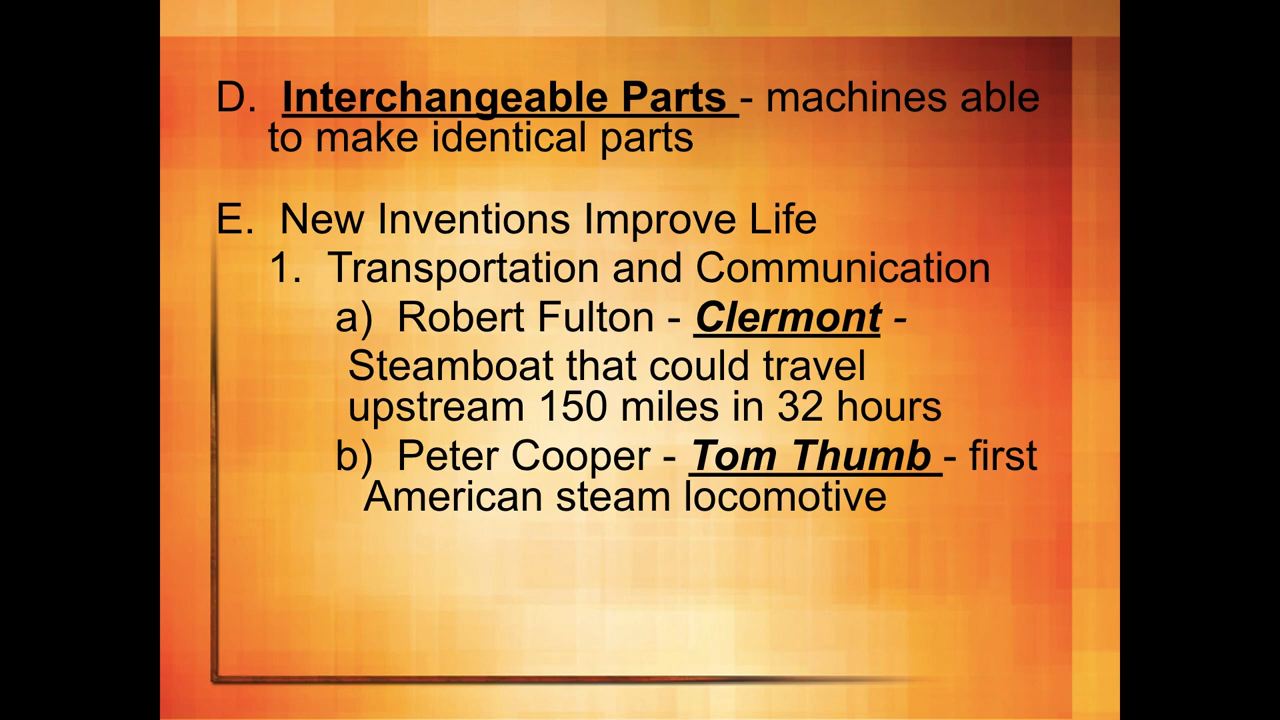 D. Interchangeable Parts - machines able
to make identical parts
E. New Inventions Improve Life
1. Transportation and Communication
a) Robert Fulton - Clermont -
Steamboat that could travel
upstream 150 miles in 32 hours
b) Peter Cooper - Tom Thumb - first
American steam locomotive